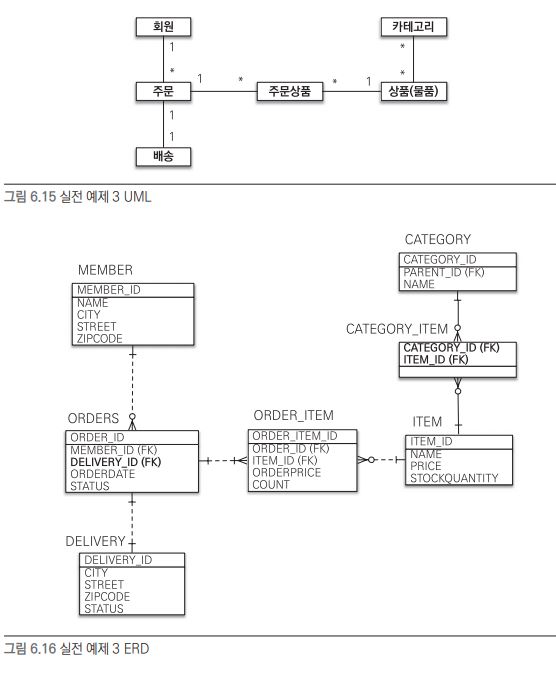 회원
카테고리
1
*
*
*
주문
1
*
주문상품
*
1
상품(물품)
1
1
배송
그림 6.15 실전 예제 3 UML
CATEGORY
CATEGORY_ID
PARENT_ID (FK)
NAME
MEMBER
MEMBER_ID
NAME
CITY
STREET
ZIPCODE
CATEGORY_ITEM
CATEGORY_ID (FK)
ITEM_ID (FK)
ORDERS
ORDER_ID
MEMBER_ID (FK)
DELIVERY_ID (FK)
ORDERDATE
STATUS
ORDER_ITEM
ORDER_ITEM_ID
ORDER_ID (FK)
ITEM_ID (FK)
ORDERPRICE
COUNT
ITEM
ITEM_ID
NAME
PRICE
STOCKQUANTITY
DELIVERY
DELIVERY_ID
CITY
STREET
ZIPCODE
STATUS
그림 6.16 실전 예제 3 ERD